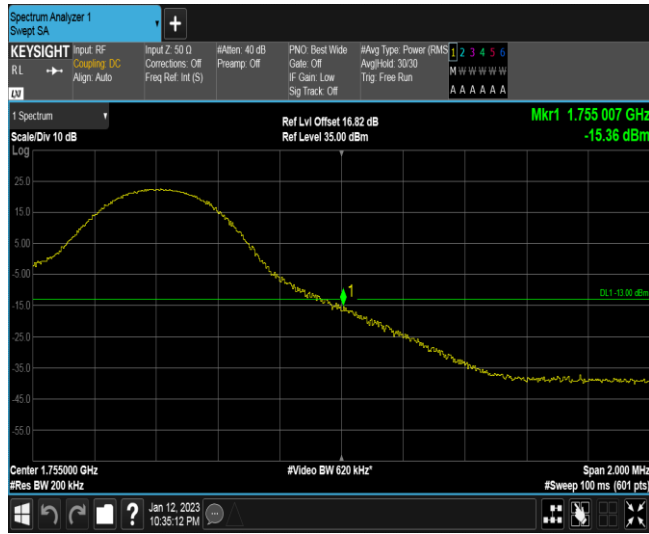 Spectrum Analyzer 1
Swept SA
+
KEYSIGHT Input: RF Input Z: 50 Ω #Atten: 40 dB PNO: Best Wide #Avg Type: Power (RMS 1 2 3 4 5 6
RL Coupling: DC Corrections: Off Preamp: Off Gate: Off Avg|Hold: 30/30 M W W W W W
Align: Auto Freq Ref: Int (S) IF Gain: Low Trig: Free Run
Sig Track: Off A A A A A A
LXI
1 Spectrum Ref Lvl Offset 16.82 dB Mkr1 1.755 007 GHz
Scale/Div 10 dB Ref Level 35.00 dBm -15.36 dBm
Log
25.0
15.0
5.00
-5.00
1
DL1 -13.00 dBm
-15.0
-25.0
-35.0
-45.0
-55.0
Center 1.755000 GHz #Video BW 620 kHz* Span 2.000 MHz
#Res BW 200 kHz #Sweep 100 ms (601 pts)
? Jan 12, 2023
10:35:12 PM